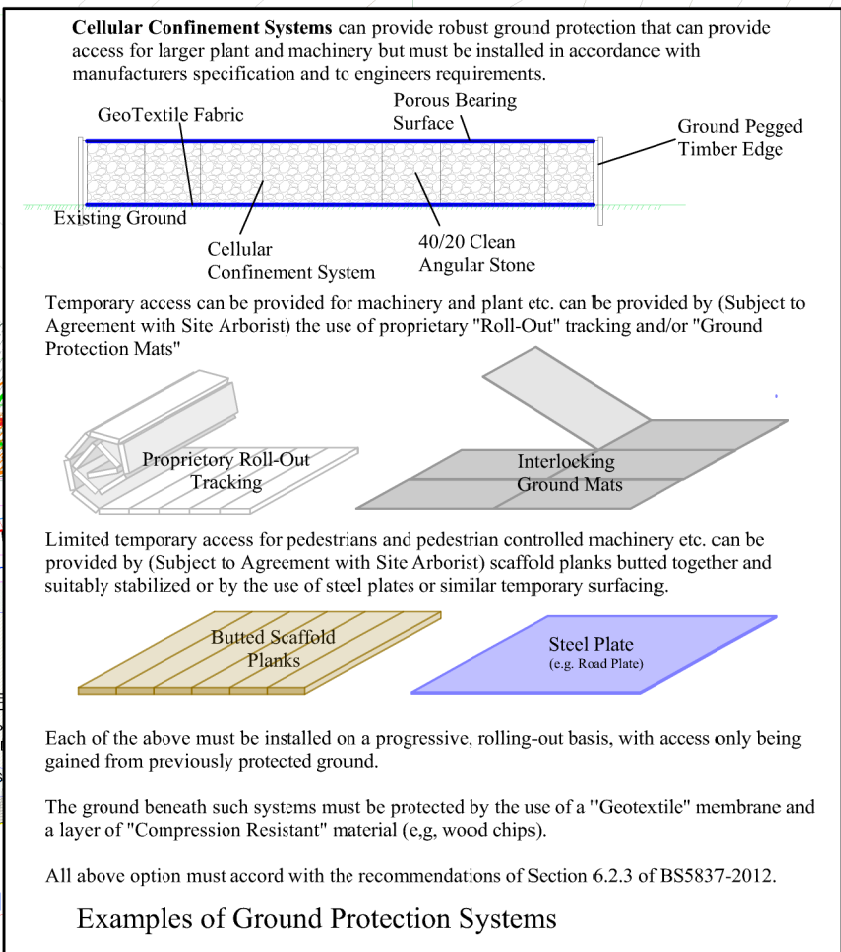 Cellular Confinement Systems can provide robust ground protection that can provide
access for larger plant and machinery but must be installed in accordance with
manufacturers specification and to engineers requirements.
GeoTextile Fabric
Porous Bearing
Surface
Ground Pegged
Timber Edge
Existing Ground
Cellular
Confinement System
40/20 Clean
Angular Stone
Temporary access can be provided for machinery and plant etc. can be provided by (Subject to
Agreement with Site Arborist) the use of proprietary "Roll-Out" tracking and/or "Ground
Protection Mats"
Proprietory Roll-Out
Tracking
Interlocking
Ground Mats
Limited temporary access for pedestrians and pedestrian controlled machinery etc. can be
provided by (Subject to Agreement with Site Arborist) scaffold planks butted together and
suitably stabilized or by the use of steel plates or similar temporary surfacing.
Butted Scaffold
Planks
Steel Plate
(e.g. Road Plate)
Each of the above must be installed on a progressive, rolling-out basis, with access only being
gained from previously protected ground.
The ground beneath such systems must be protected by the use of a "Geotextile" membrane and
a layer of "Compression Resistant" material (e,g, wood chips).
All above option must accord with the recommendations of Section 6.2.3 of BS5837-2012.
Examples of Ground Protection Systems